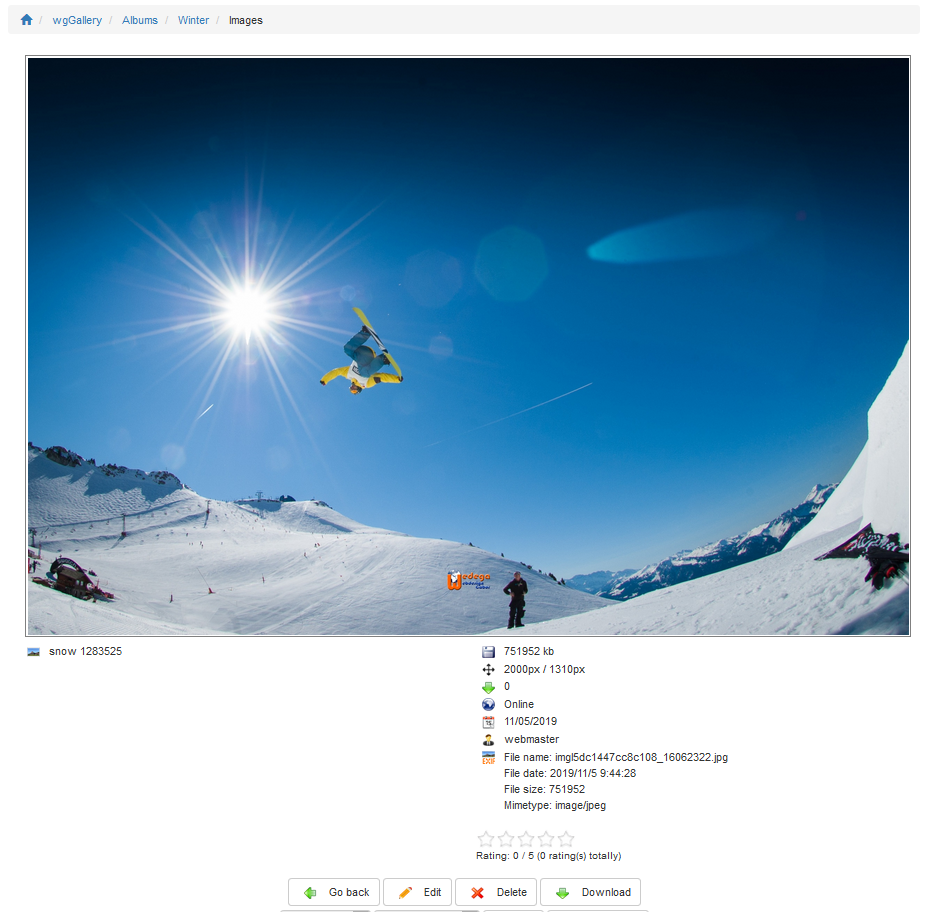 wgGallery / Albums / Winter / Images
edega
snow 1283525
751952 kb
2000px / 1310px
0
Online
11/05/2019
webmaster
EXIF
File name: imgl5dc1447cc8c108_16062322.jpg
File date: 2019/11/5 9:44:28
File size: 751952
Mimetype: image/jpeg
Rating: 0 / 5 (0 rating(s) totally)
Go back Edit Delete Download